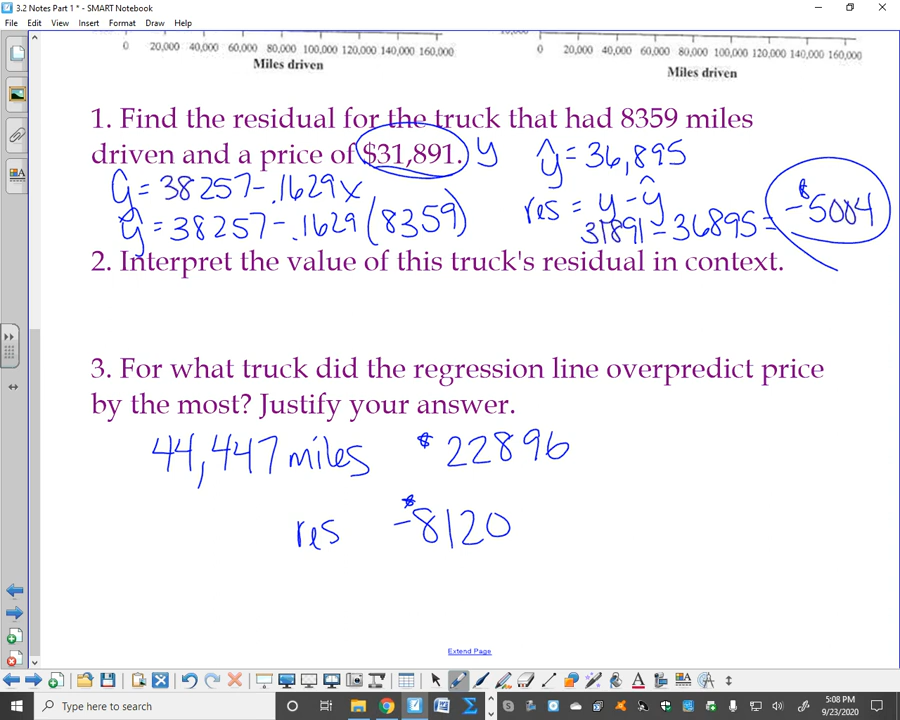 3.2 Notes Part 1 * - SMART Notebook
File Edit View Insert Format Draw Help
0 20,000 40,000 60,000 80,000 100,000 120,000 140,000 160,000
Miles driven
0 20,000 40,000 60,000 80,000 100,000 120,000 140,000 160,000
Miles driven
1. Find the residual for the truck that had 8359 miles
driven and a price of $31,891. y
ŷ = 36,895
ŷ = 38257 - .1629x
res = y - ŷ
ŷ = 38257 - .1629(8359)
31891 - 36895 = -$5004
2. Interpret the value of this truck's residual in context.
3. For what truck did the regression line overpredict price
by the most? Justify your answer.
44,447 miles $22896
res -$8120
Extend Page
Type here to search
5:08 PM
9/23/2020